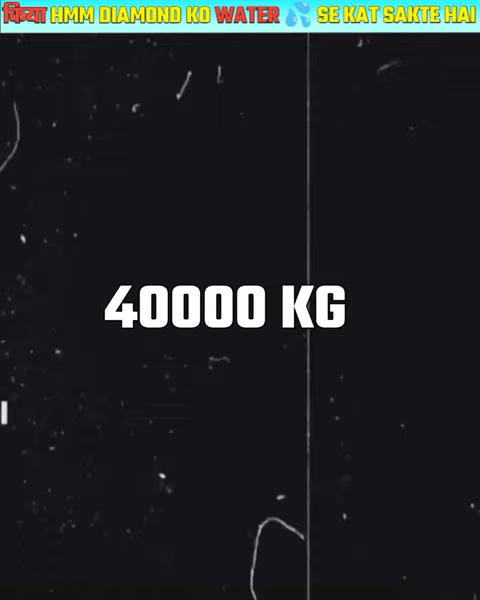 किया HMM DIAMOND KO WATER 💦 SE KAT SAKTE HAI
40000 KG